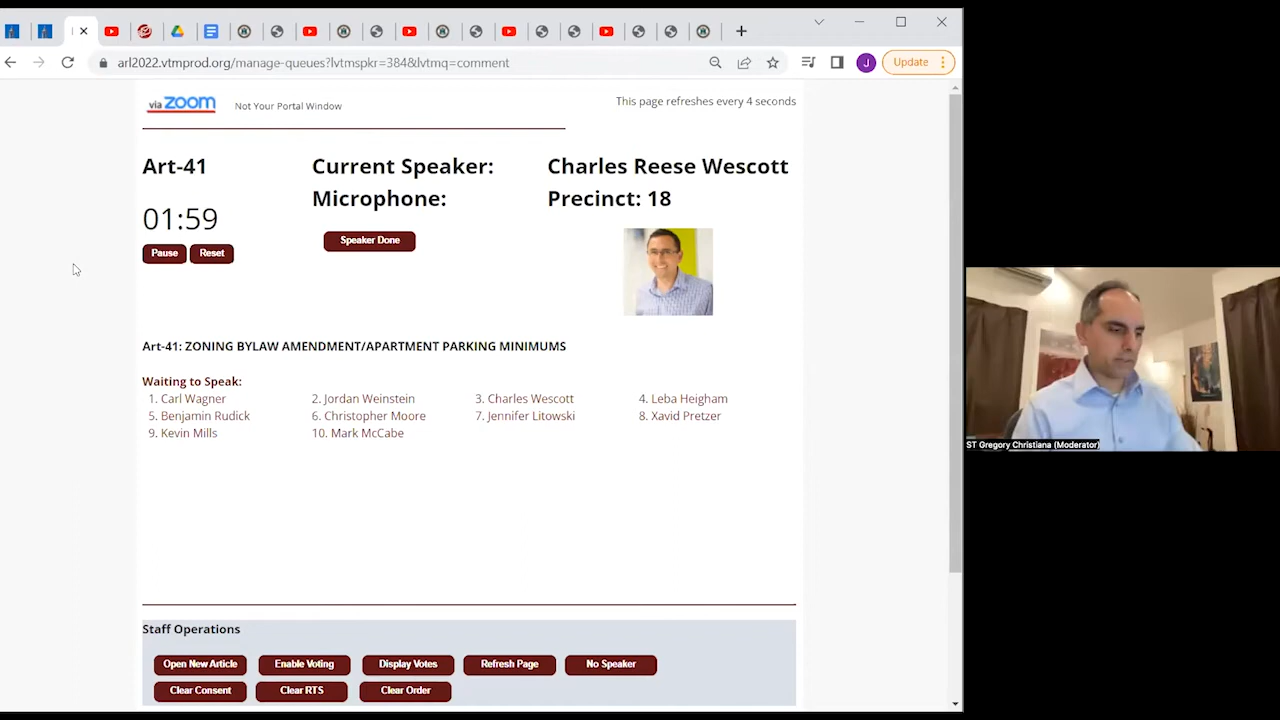 arl2022.vtmprod.org/manage-queues?lvtmspkr=384&lvtmq=comment
J
Update
via zoom
Not Your Portal Window
This page refreshes every 4 seconds
Art-41
Current Speaker:
Charles Reese Wescott
Microphone:
Precinct: 18
01:59
Speaker Done
Pause
Reset
Art-41: ZONING BYLAW AMENDMENT/APARTMENT PARKING MINIMUMS
Waiting to Speak:
1. Carl Wagner
2. Jordan Weinstein
3. Charles Wescott
4. Leba Heigham
5. Benjamin Rudick
6. Christopher Moore
7. Jennifer Litowski
8. Xavid Pretzer
9. Kevin Mills
10. Mark McCabe
ST Gregory Christiana (Moderator)
Staff Operations
Open New Article
Enable Voting
Display Votes
Refresh Page
No Speaker
Clear Consent
Clear RTS
Clear Order